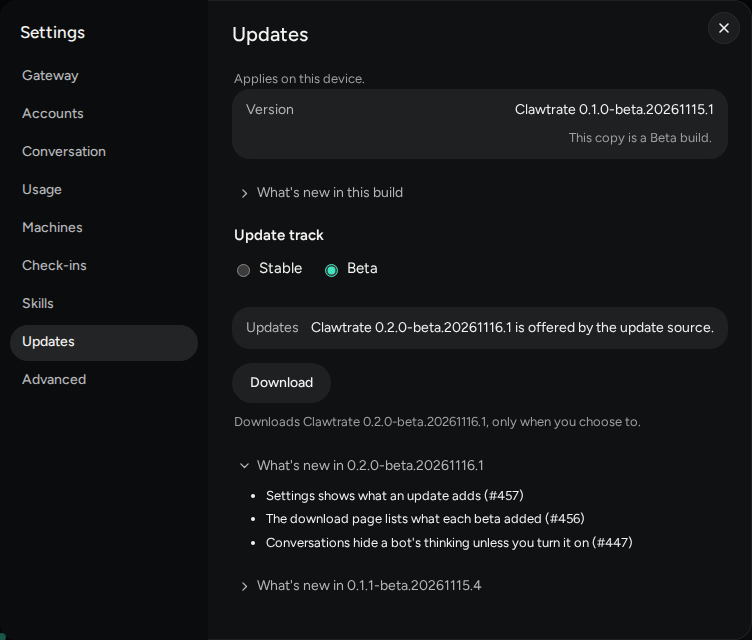 Settings
Gateway
Accounts
Conversation
Usage
Machines
Check-ins
Skills
Updates
Advanced
Updates
Applies on this device.
Version Clawtrate 0.1.0-beta.20261115.1
This copy is a Beta build.
What's new in this build
Update track
Stable Beta
Updates Clawtrate 0.2.0-beta.20261116.1 is offered by the update source.
Download
Downloads Clawtrate 0.2.0-beta.20261116.1, only when you choose to.
What's new in 0.2.0-beta.20261116.1
• Settings shows what an update adds (#457)
• The download page lists what each beta added (#456)
• Conversations hide a bot's thinking unless you turn it on (#447)
What's new in 0.1.1-beta.20261115.4